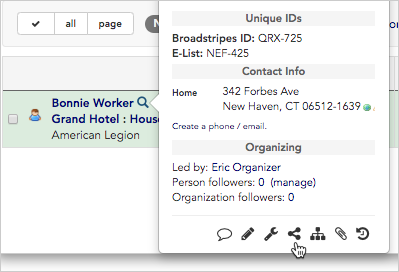 all
page
N
Unique IDs
Broadstripes ID: QRX-725
E-List: NEF-425
Contact Info
Home
342 Forbes Ave
New Haven, CT 06512-1639
Create a phone / email.
Bonnie Worker
Grand Hotel : Hous
American Legion
Organizing
Led by: Eric Organizer
Person followers: 0 (manage)
Organization followers: 0